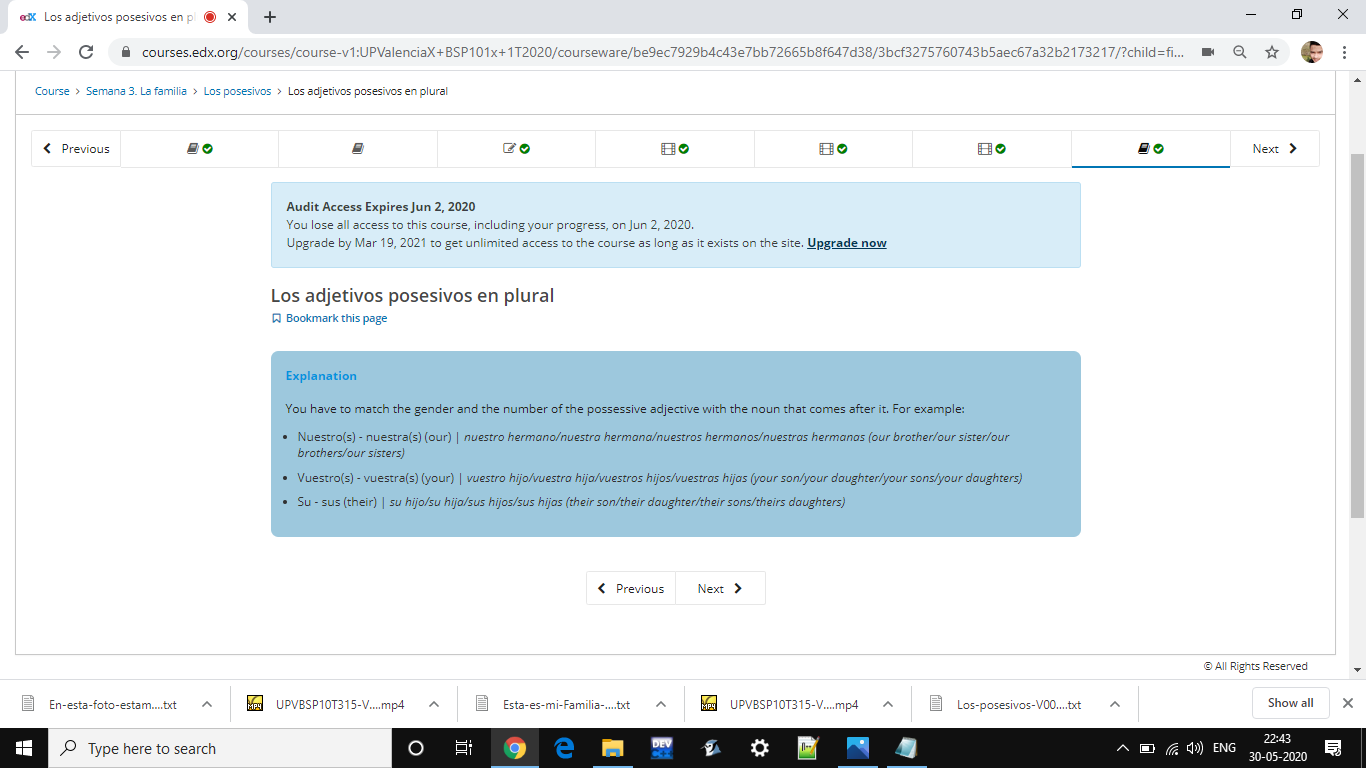 edX Los adjetivos posesivos en p
courses.edx.org/courses/course-v1:UPValenciaX+BSP101x+1T2020/courseware/be9ec7929b4c43e7bb72665b8f647d38/3bcf3275760743b5aec67a32b2173217/?child=fi...
Course > Semana 3. La familia > Los posesivos > Los adjetivos posesivos en plural
Previous
Next
Audit Access Expires Jun 2, 2020
You lose all access to this course, including your progress, on Jun 2, 2020.
Upgrade by Mar 19, 2021 to get unlimited access to the course as long as it exists on the site. Upgrade now
Los adjetivos posesivos en plural
Bookmark this page
Explanation
You have to match the gender and the number of the possessive adjective with the noun that comes after it. For example:
• Nuestro(s) - nuestra(s) (our) | nuestro hermano/nuestra hermana/nuestros hermanos/nuestras hermanas (our brother/our sister/our
brothers/our sisters)
• Vuestro(s) - vuestra(s) (your) | vuestro hijo/vuestra hija/vuestros hijos/vuestras hijas (your son/your daughter/your sons/your daughters)
• Su - sus (their) | su hijo/su hija/sus hijos/sus hijas (their son/their daughter/their sons/theirs daughters)
Previous
Next
© All Rights Reserved
En-esta-foto-estam....txt
UPVBSP10T315-V....mp4
Esta-es-mi-Familia-....txt
UPVBSP10T315-V....mp4
Los-posesivos-V00....txt
Show all
Type here to search
DEV
ENG
22:43
30-05-2020